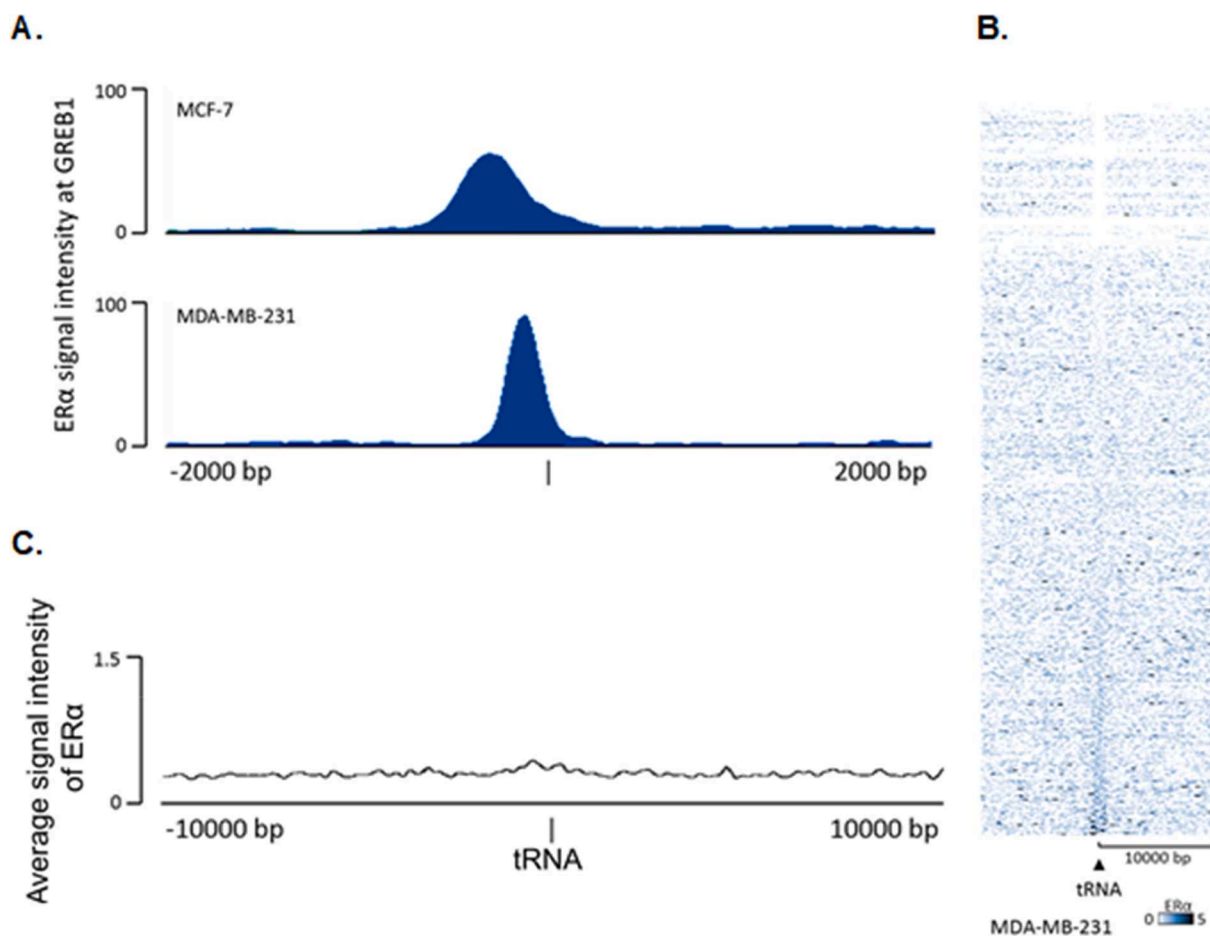 A.
ERα signal intensity at GREB1
100
MCF-7
0
100
MDA-MB-231
0
-2000 bp
2000 bp
B.
10000 bp
tRNA
ERα
0
5
MDA-MB-231
C.
Average signal intensity
of ERα
1.5
0
-10000 bp
10000 bp
tRNA